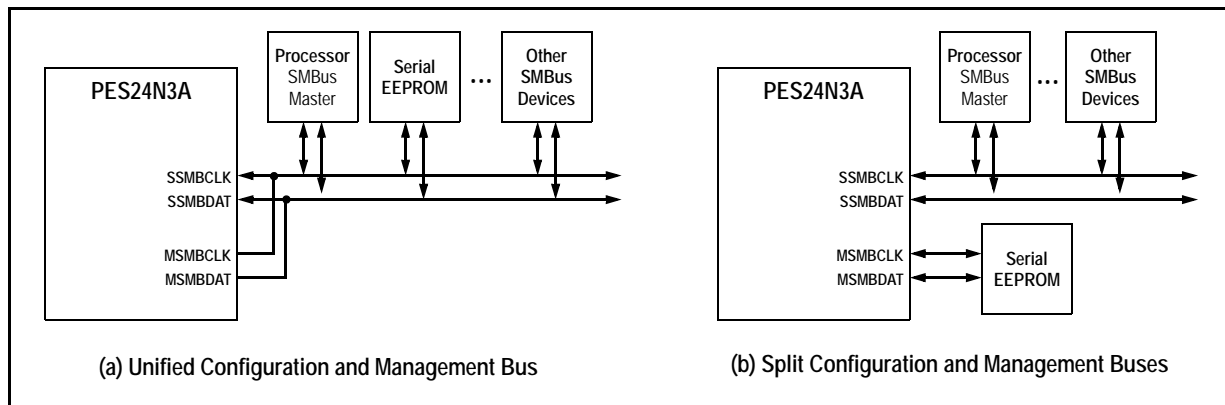 PES24N3A
Processor
SMBus
Master
Serial
EEPROM
...
Other
SMBus
Devices
SSMBCLK
SSMBDAT
MSMBCLK
MSMBDAT
(a) Unified Configuration and Management Bus
PES24N3A
Processor
SMBus
Master
...
Other
SMBus
Devices
SSMBCLK
SSMBDAT
MSMBCLK
MSMBDAT
Serial
EEPROM
(b) Split Configuration and Management Buses